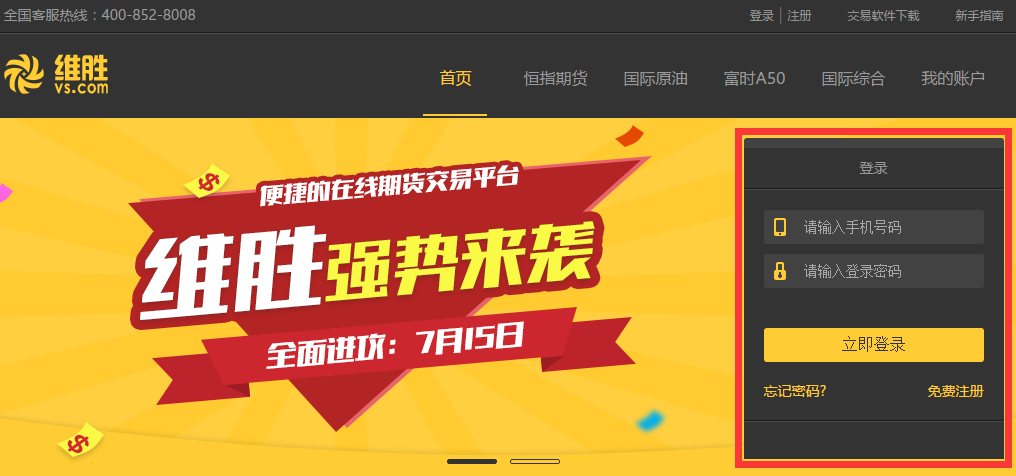 全国客服热线：400-852-8008
登录 | 注册
交易软件下载
新手指南
维胜
vs.com
首页
恒指期货
国际原油
富时A50
国际综合
我的账户
便捷的在线期货交易平台
维胜强势来袭
全面进攻：7月15日
登录
请输入手机号码
请输入登录密码
立即登录
忘记密码?
免费注册